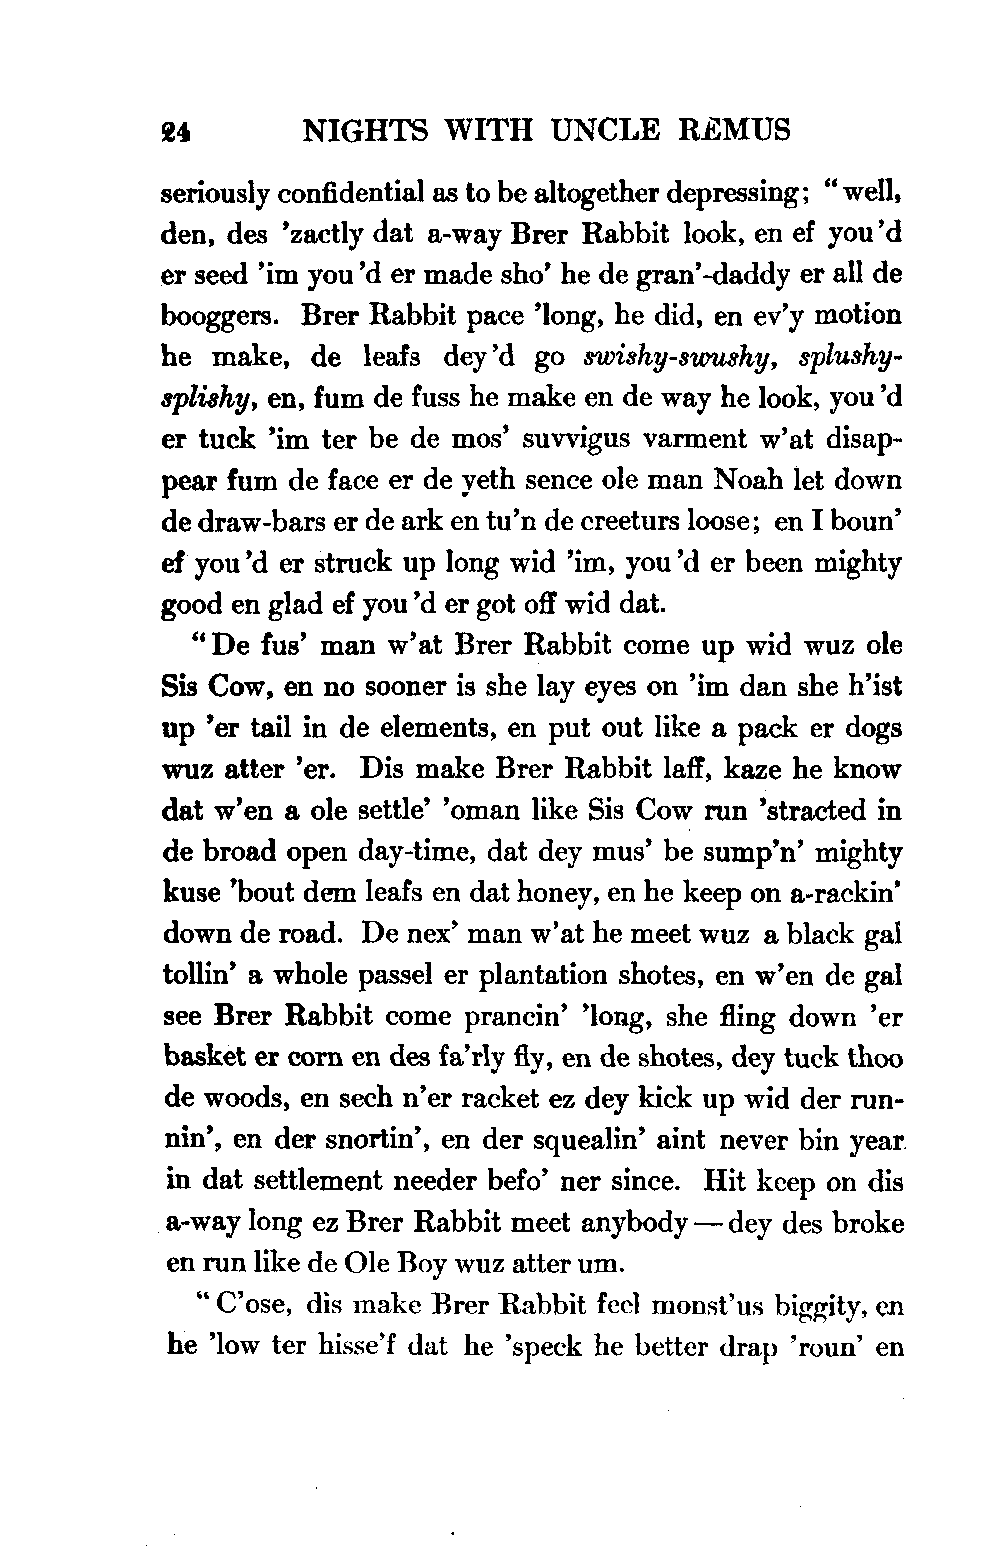 24 NIGHTS WITH UNCLE REMUS
seriously confidential as to be altogether depressing; “well,
den, des ’zactly dat a-way Brer Rabbit look, en ef you’d
er seed ’im you’d er made sho’ he de gran’-daddy er all de
booggers. Brer Rabbit pace ’long, he did, en ev’y motion
he make, de leafs dey’d go swishy-swushy, splushy-
splishy, en, fum de fuss he make en de way he look, you’d
er tuck ’im ter be de mos’ suvvigus varment w’at disap-
pear fum de face er de yeth sence ole man Noah let down
de draw-bars er de ark en tu’n de creeturs loose; en I boun’
ef you’d er struck up long wid ’im, you’d er been mighty
good en glad ef you’d er got off wid dat.
“De fus’ man w’at Brer Rabbit come up wid wuz ole
Sis Cow, en no sooner is she lay eyes on ’im dan she h’ist
up ’er tail in de elements, en put out like a pack er dogs
wuz atter ’er. Dis make Brer Rabbit laff, kaze he know
dat w’en a ole settle’ ’oman like Sis Cow run ’stracted in
de broad open day-time, dat dey mus’ be sump’n’ mighty
kuse ’bout dem leafs en dat honey, en he keep on a-rackin’
down de road. De nex’ man w’at he meet wuz a black gal
tollin’ a whole passel er plantation shotes, en w’en de gal
see Brer Rabbit come prancin’ ’long, she fling down ’er
basket er corn en des fa’rly fly, en de shotes, dey tuck thoo
de woods, en sech n’er racket ez dey kick up wid der run-
nin’, en der snortin’, en der squealin’ aint never bin year
in dat settlement needer befo’ ner since. Hit keep on dis
a-way long ez Brer Rabbit meet anybody—dey des broke
en run like de Ole Boy wuz atter um.
“C’ose, dis make Brer Rabbit feel monst’us biggity, en
he ’low ter hisse’f dat he ’speck he better drap ’roun’ en